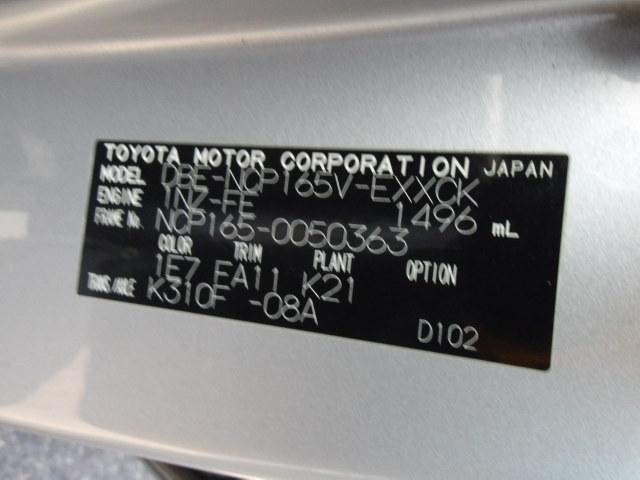 TOYOTA MOTOR CORPORATION JAPAN
MODEL DBE-NCP165V-EXXCK
ENGINE 1NZ-FE 1496 mL
FRAME No. NCP165-0050363
COLOR TRIM PLANT OPTION
1E7 FA11 K21
TRANS/AXLE K310F -08A
D102